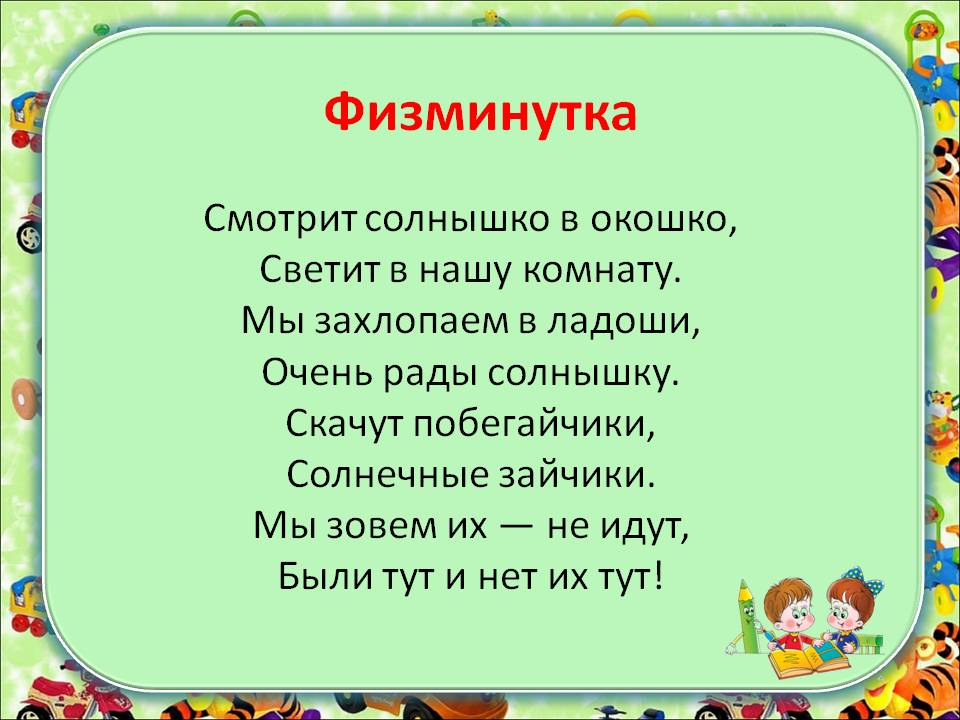 Физминутка
Смотрит солнышко в окошко,
Светит в нашу комнату.
Мы захлопаем в ладоши,
Очень рады солнышку.
Скачут побегайчики,
Солнечные зайчики.
Мы зовем их — не идут,
Были тут и нет их тут!